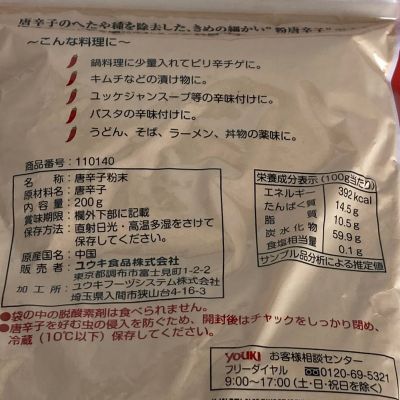 唐辛子のへたや種を除去した、きめの細かい"粉唐辛子"
～こんな料理に～
鍋料理に少量入れてピリ辛チゲに。
キムチなどの漬け物に。
ユッケジャンスープ等の辛味付けに。
パスタの辛味付けに。
うどん、そば、ラーメン、丼物の薬味に。
商品番号:110140
名称:唐辛子粉末
原材料名:唐辛子
内容量:200g
賞味期限:欄外下部に記載
保存方法:直射日光・高温多湿をさけて
保存してください。
原産国名:中国
販売者:ユウキ食品株式会社
東京都調布市富士見町1-2-2
加工所:ユウキフーヅシステム株式会社
埼玉県入間市狭山台4-16-3
栄養成分表示(100g当たり)
エネルギー 392kcal
たんぱく質 14.5g
脂質 10.5g
炭水化物 59.9g
食塩相当量 0.1g
サンプル品分析による推定値
●袋の中の脱酸素剤は食べられません。
●唐辛子を好む虫の侵入を防ぐため、開封後はチャックをしっかり閉め、
冷蔵(10℃以下)保存してください。
youki お客様相談センター
フリーダイヤル 0120-69-5321
9:00～17:00(土・日・祝日を除く)